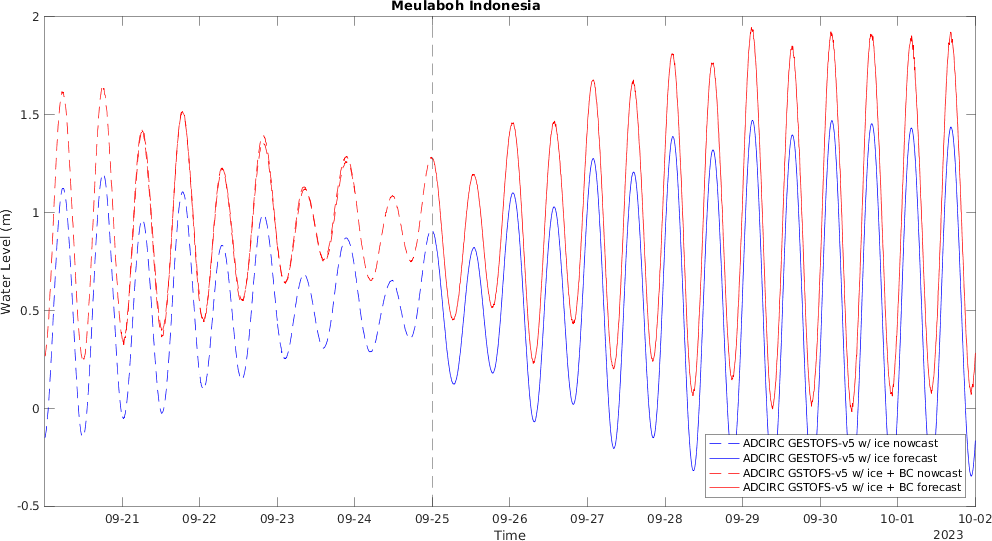 Meulaboh Indonesia
2
1.5
1
0.5
0
-0.5
Water Level (m)
ADCIRC GESTOFS-v5 w/ ice nowcast
ADCIRC GESTOFS-v5 w/ ice forecast
ADCIRC GSTOFS-v5 w/ ice + BC nowcast
ADCIRC GSTOFS-v5 w/ ice + BC forecast
09-21 09-22 09-23 09-24 09-25 09-26 09-27 09-28 09-29 09-30 10-01 10-02
Time
2023